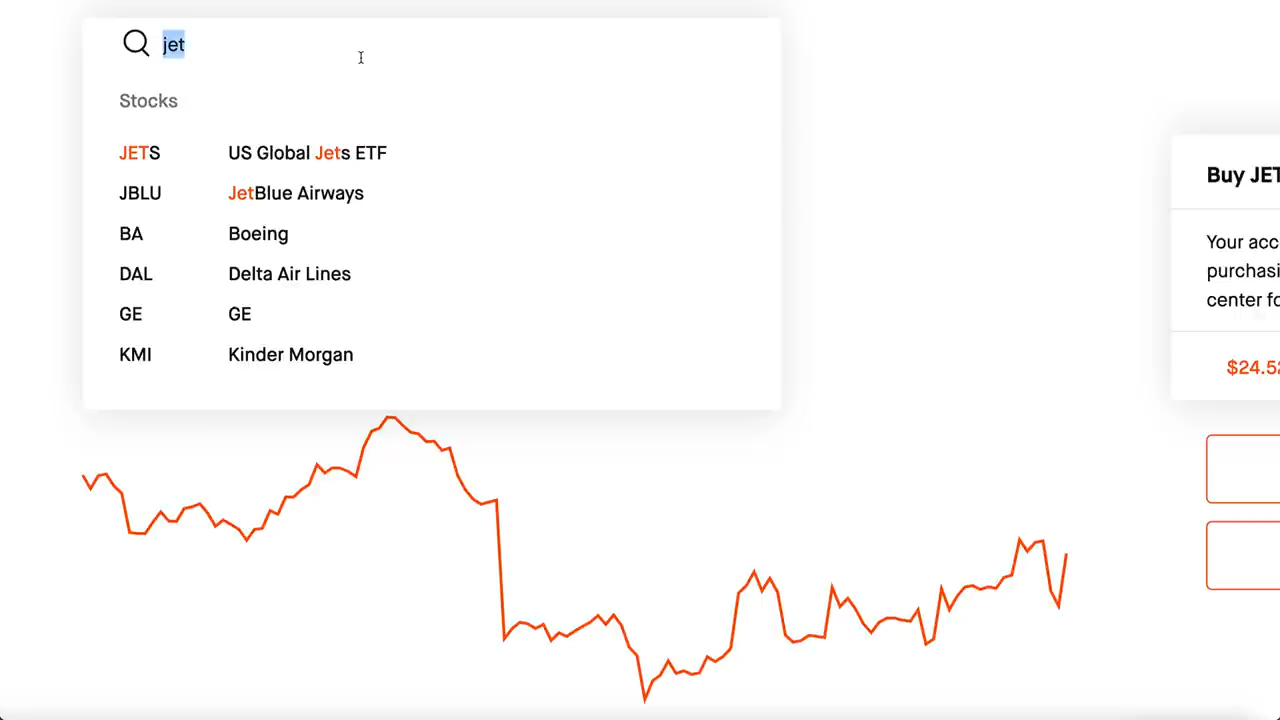 jet
Stocks
JETS US Global Jets ETF
JBLU JetBlue Airways
BA Boeing
DAL Delta Air Lines
GE GE
KMI Kinder Morgan
Buy JET
Your acc
purchasi
center fo
$24.52